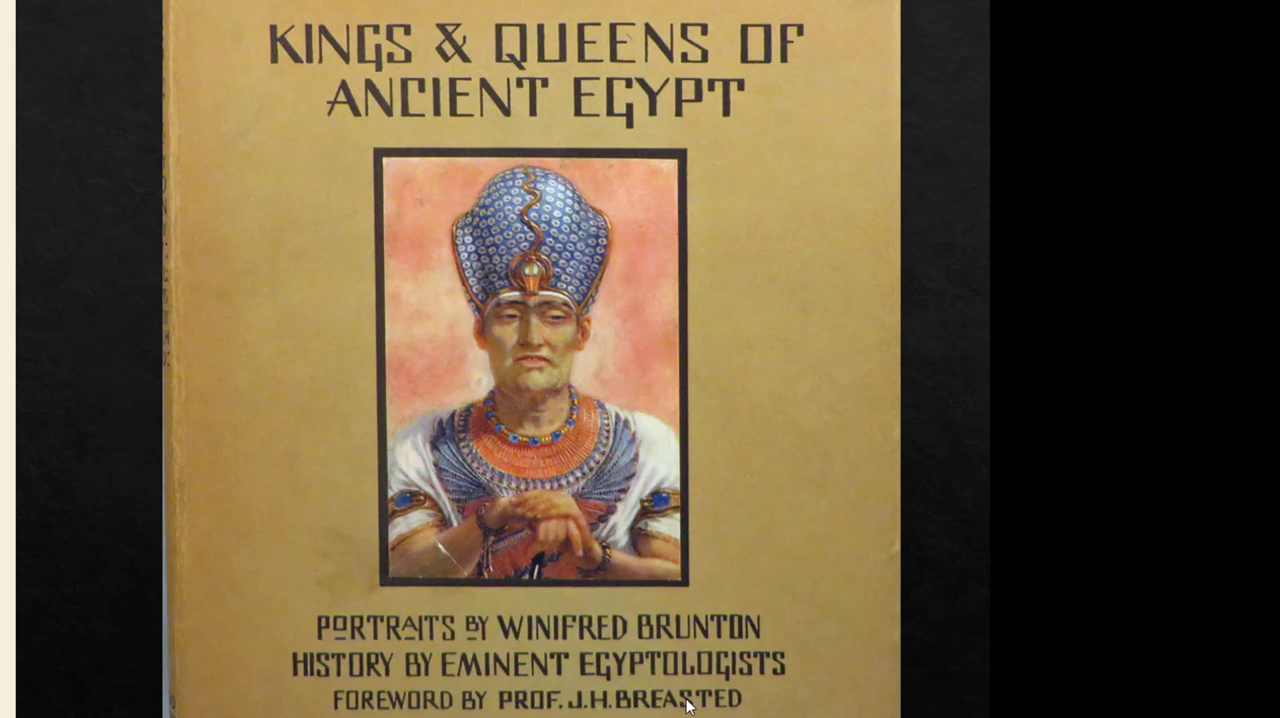 KINGS & QUEENS OF
ANCIENT EGYPT
PORTRAITS BY WINIFRED BRUNTON
HISTORY BY EMINENT EGYPTOLOGISTS
FOREWORD BY PROF. J.H. BREASTED